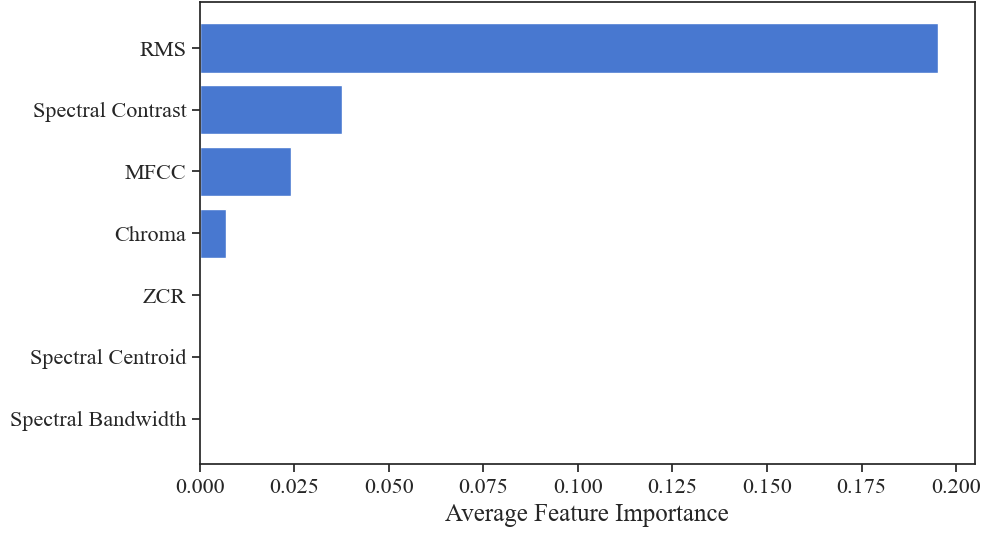 RMS
Spectral Contrast
MFCC
Chroma
ZCR
Spectral Centroid
Spectral Bandwidth
0.000 0.025 0.050 0.075 0.100 0.125 0.150 0.175 0.200
Average Feature Importance